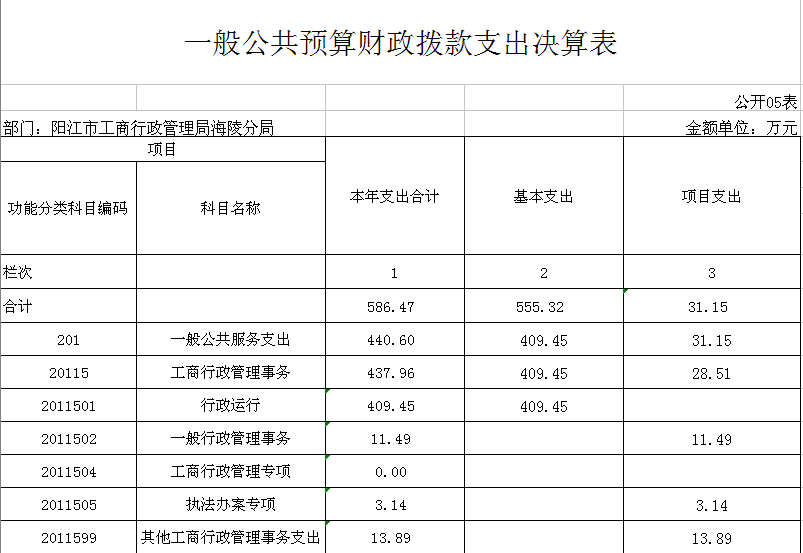 一般公共预算财政拨款支出决算表
公开05表
部门：阳江市工商行政管理局海陵分局 金额单位：万元
项目
功能分类科目编码 科目名称 本年支出合计 基本支出 项目支出
栏次 1 2 3
合计 586.47 555.32 31.15
201 一般公共服务支出 440.60 409.45 31.15
20115 工商行政管理事务 437.96 409.45 28.51
2011501 行政运行 409.45 409.45
2011502 一般行政管理事务 11.49 11.49
2011504 工商行政管理专项 0.00
2011505 执法办案专项 3.14 3.14
2011599 其他工商行政管理事务支出 13.89 13.89